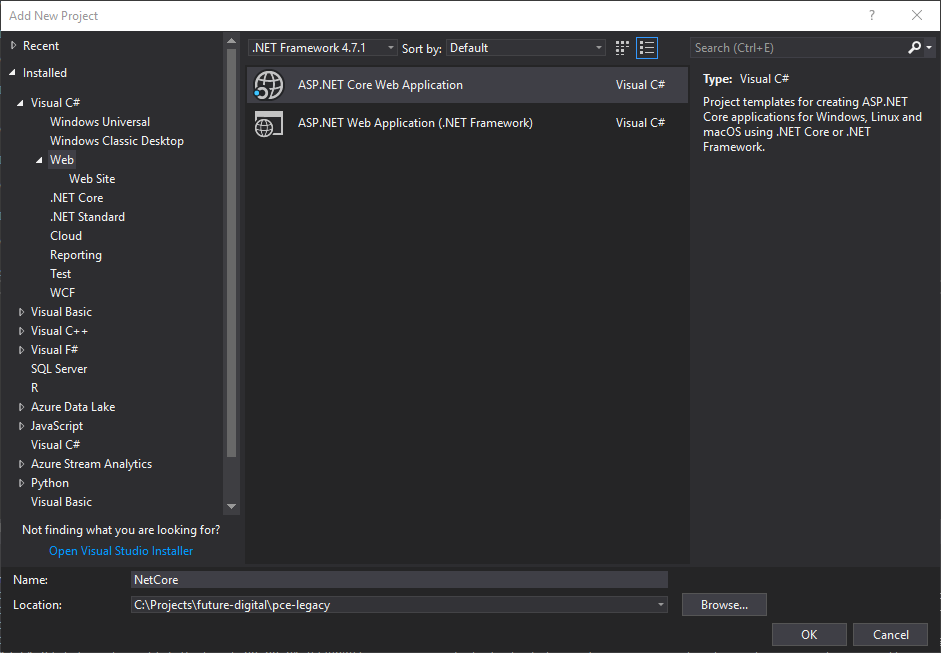 Add New Project
?
Recent
Installed
Visual C#
Windows Universal
Windows Classic Desktop
Web
Web Site
.NET Core
.NET Standard
Cloud
Reporting
Test
WCF
Visual Basic
Visual C++
Visual F#
SQL Server
R
Azure Data Lake
JavaScript
Visual C#
Azure Stream Analytics
Python
Visual Basic
Not finding what you are looking for?
Open Visual Studio Installer
.NET Framework 4.7.1 Sort by: Default
ASP.NET Core Web Application Visual C#
ASP.NET Web Application (.NET Framework) Visual C#
Search (Ctrl+E)
Type: Visual C#
Project templates for creating ASP.NET
Core applications for Windows, Linux and
macOS using .NET Core or .NET
Framework.
Name: NetCore
Location: C:\Projects\future-digital\pce-legacy
Browse...
OK Cancel